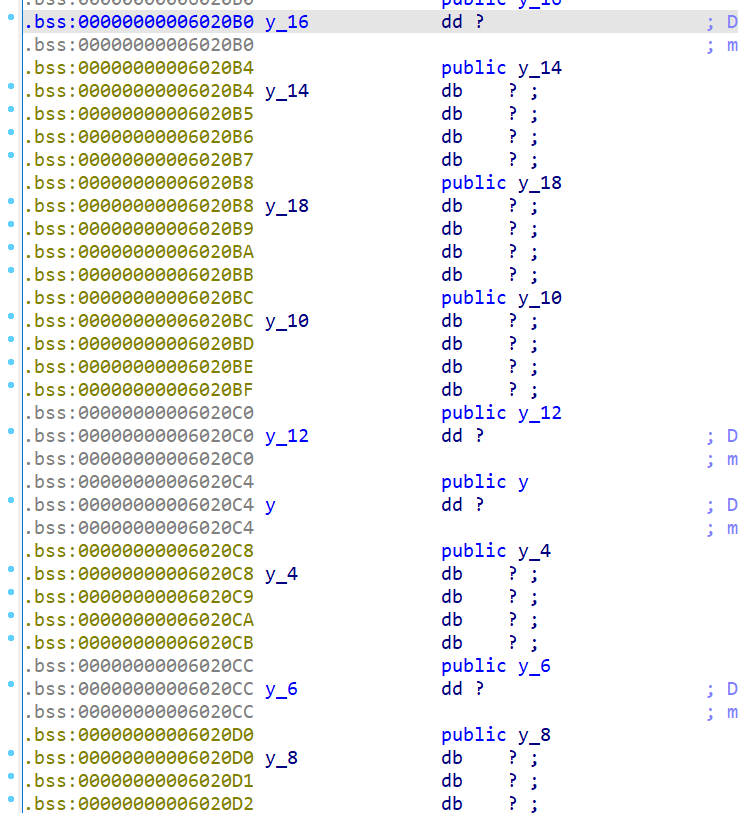 .bss:00000000006020B0 public y_16
.bss:00000000006020B0 y_16 dd ? ; D
.bss:00000000006020B0 ; m
.bss:00000000006020B4 public y_14
.bss:00000000006020B4 y_14 db ? ;
.bss:00000000006020B5 db ? ;
.bss:00000000006020B6 db ? ;
.bss:00000000006020B7 db ? ;
.bss:00000000006020B8 public y_18
.bss:00000000006020B8 y_18 db ? ;
.bss:00000000006020B9 db ? ;
.bss:00000000006020BA db ? ;
.bss:00000000006020BB db ? ;
.bss:00000000006020BC public y_10
.bss:00000000006020BC y_10 db ? ;
.bss:00000000006020BD db ? ;
.bss:00000000006020BE db ? ;
.bss:00000000006020BF db ? ;
.bss:00000000006020C0 public y_12
.bss:00000000006020C0 y_12 dd ? ; D
.bss:00000000006020C0 ; m
.bss:00000000006020C4 public y
.bss:00000000006020C4 y dd ? ; D
.bss:00000000006020C4 ; m
.bss:00000000006020C8 public y_4
.bss:00000000006020C8 y_4 db ? ;
.bss:00000000006020C9 db ? ;
.bss:00000000006020CA db ? ;
.bss:00000000006020CB db ? ;
.bss:00000000006020CC public y_6
.bss:00000000006020CC y_6 dd ? ; D
.bss:00000000006020CC ; m
.bss:00000000006020D0 public y_8
.bss:00000000006020D0 y_8 db ? ;
.bss:00000000006020D1 db ? ;
.bss:00000000006020D2 db ? ;